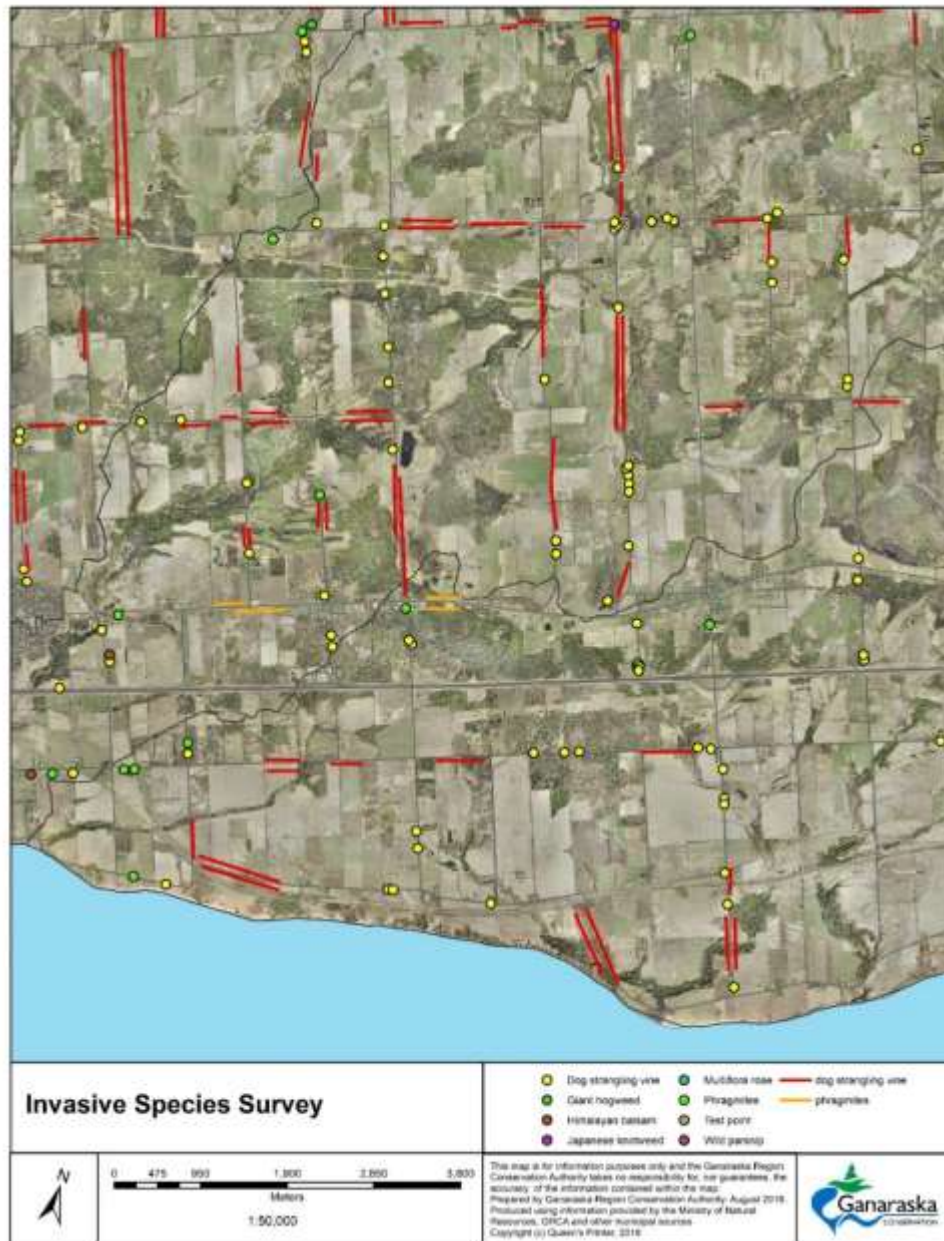 Invasive Species Survey
Dog strangling vine
Giant hogweed
Himalayan balsam
Japanese knotweed
Multiflora rose
Phragmites
Test point
Wild parsnip
dog strangling vine
phragmites
N
0 475 950 1,900 2,850 3,800
Meters
1:50,000
This map is for information purposes only and the Ganaraska Region
Conservation Authority takes no responsibility for, nor guarantees, the
accuracy of the information contained within the map.
Prepared by Ganaraska Region Conservation Authority, August 2018.
Produced using information provided by the Ministry of Natural
Resources, GRCA and other municipal sources
Copyright (c) Queen's Printer, 2018
Ganaraska
CONSERVATION